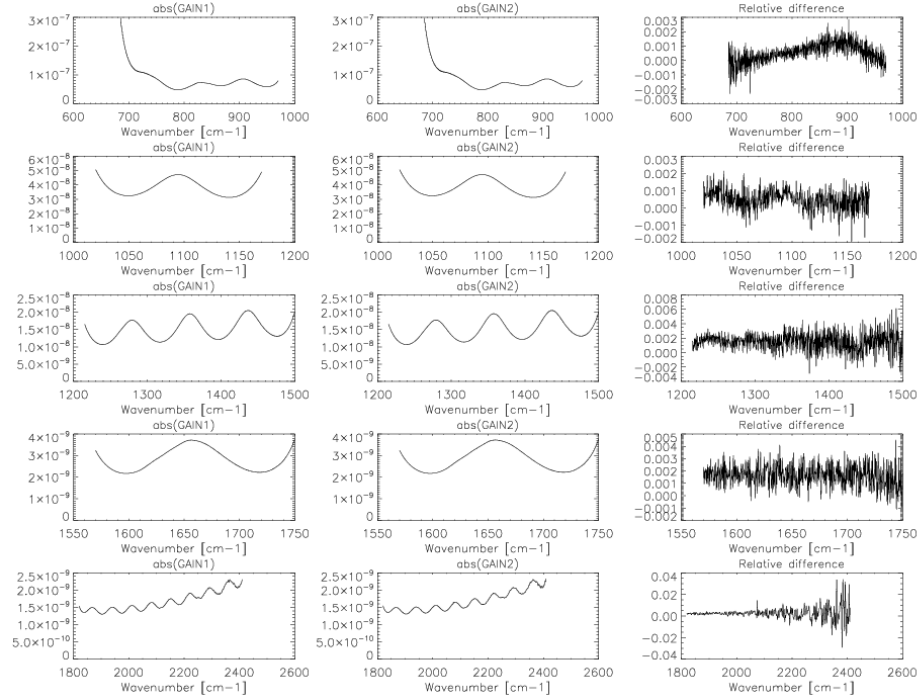 abs(GAIN1)
3×10⁻⁷
1×10⁻⁷
0
600 700 800 900 1000
Wavenumber [cm−1]
abs(GAIN2)
3×10⁻⁷
1×10⁻⁷
0
600 700 800 900 1000
Wavenumber [cm−1]
Relative difference
0.003
0.002
0.001
0.000
−0.001
−0.003
600 700 800 900 1000
Wavenumber [cm−1]
abs(GAIN1)
6×10⁻⁸
5×10⁻⁸
4×10⁻⁸
3×10⁻⁸
2×10⁻⁸
1×10⁻⁸
0
1000 1050 1100 1150 1200
Wavenumber [cm−1]
abs(GAIN2)
6×10⁻⁸
5×10⁻⁸
4×10⁻⁸
3×10⁻⁸
2×10⁻⁸
1×10⁻⁸
0
1000 1050 1100 1150 1200
Wavenumber [cm−1]
Relative difference
0.003
0.001
0.000
−0.002
1000 1050 1100 1150 1200
Wavenumber [cm−1]
abs(GAIN1)
2.5×10⁻⁸
2.0×10⁻⁸
1.5×10⁻⁸
1.0×10⁻⁸
5.0×10⁻⁹
0
1200 1300 1400 1500
Wavenumber [cm−1]
abs(GAIN2)
2.5×10⁻⁸
2.0×10⁻⁸
1.5×10⁻⁸
1.0×10⁻⁸
5.0×10⁻⁹
0
1200 1300 1400 1500
Wavenumber [cm−1]
Relative difference
0.008
0.006
0.004
0.002
0.000
−0.002
−0.004
1200 1300 1400 1500
Wavenumber [cm−1]
abs(GAIN1)
4×10⁻⁹
3×10⁻⁹
2×10⁻⁹
1×10⁻⁹
0
1550 1600 1650 1700 1750
Wavenumber [cm−1]
abs(GAIN2)
4×10⁻⁹
3×10⁻⁹
2×10⁻⁹
1×10⁻⁹
0
1550 1600 1650 1700 1750
Wavenumber [cm−1]
Relative difference
0.005
0.003
0.002
0.001
0.000
−0.002
1550 1600 1650 1700 1750
Wavenumber [cm−1]
abs(GAIN1)
2.5×10⁻⁹
2.0×10⁻⁹
1.5×10⁻⁹
1.0×10⁻⁹
5.0×10⁻¹⁰
0
1800 2000 2200 2400 2600
Wavenumber [cm−1]
abs(GAIN2)
2.5×10⁻⁹
2.0×10⁻⁹
1.5×10⁻⁹
1.0×10⁻⁹
5.0×10⁻¹⁰
0
1800 2000 2200 2400 2600
Wavenumber [cm−1]
Relative difference
0.04
0.02
0.00
−0.02
−0.04
1800 2000 2200 2400 2600
Wavenumber [cm−1]